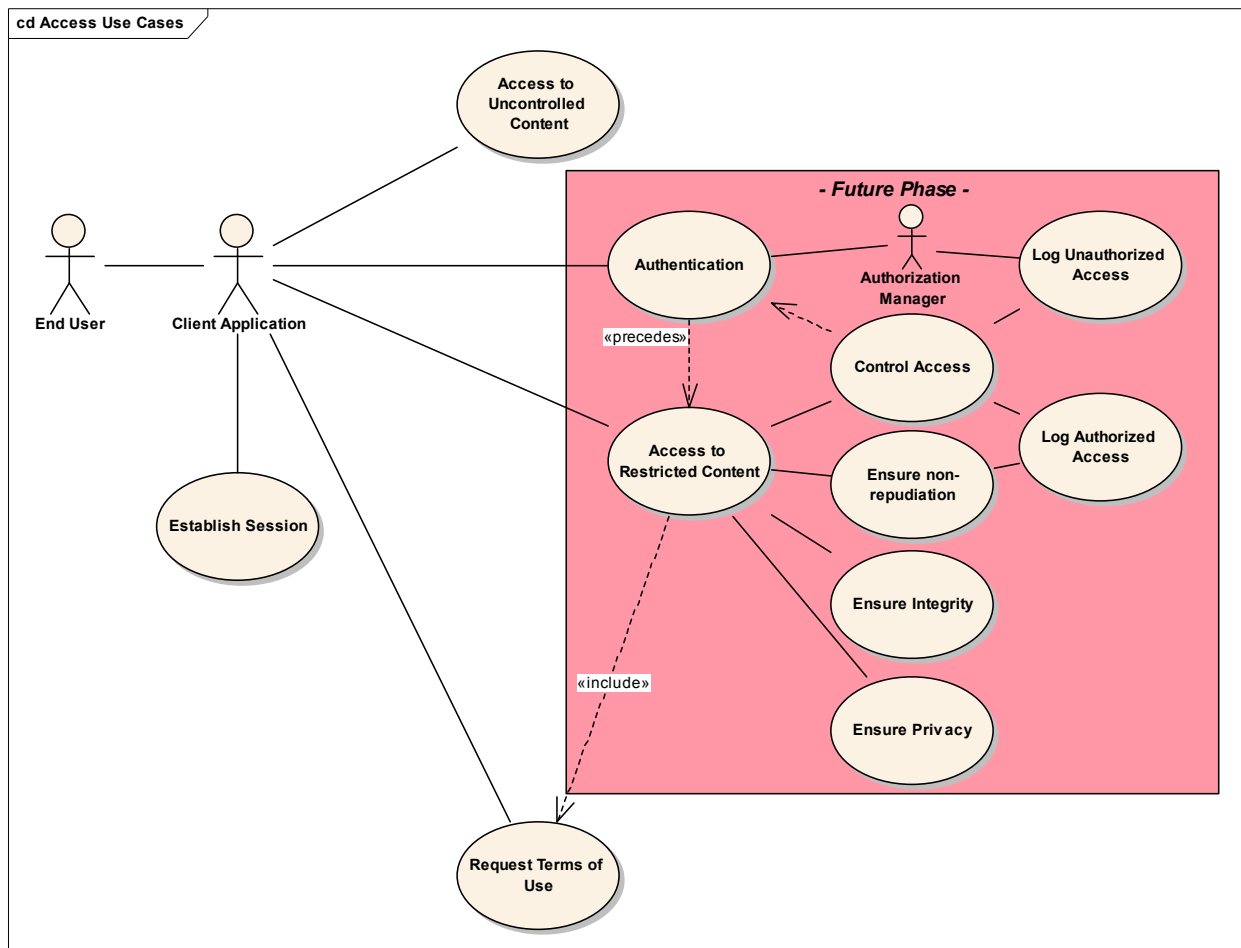 cd Access Use Cases
Access to
Uncontrolled
Content
- Future Phase -
End User
Client Application
Authentication
Authorization
Manager
Log Unauthorized
Access
«precedes»
Control Access
Access to
Restricted Content
Ensure non-
repudiation
Log Authorized
Access
Establish Session
Ensure Integrity
«include»
Ensure Privacy
Request Terms of
Use